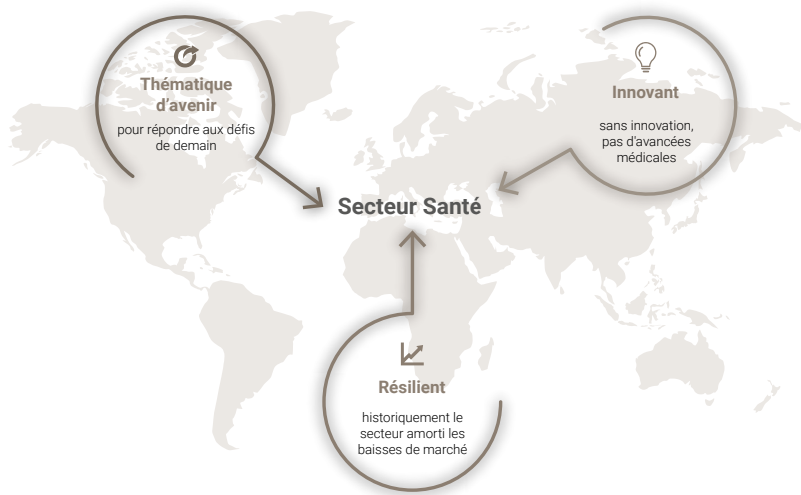 Thématique
d'avenir
pour répondre aux défis
de demain
Innovant
sans innovation,
pas d'avancées
médicales
Secteur Santé
Résilient
historiquement le
secteur amorti les
baisses de marché